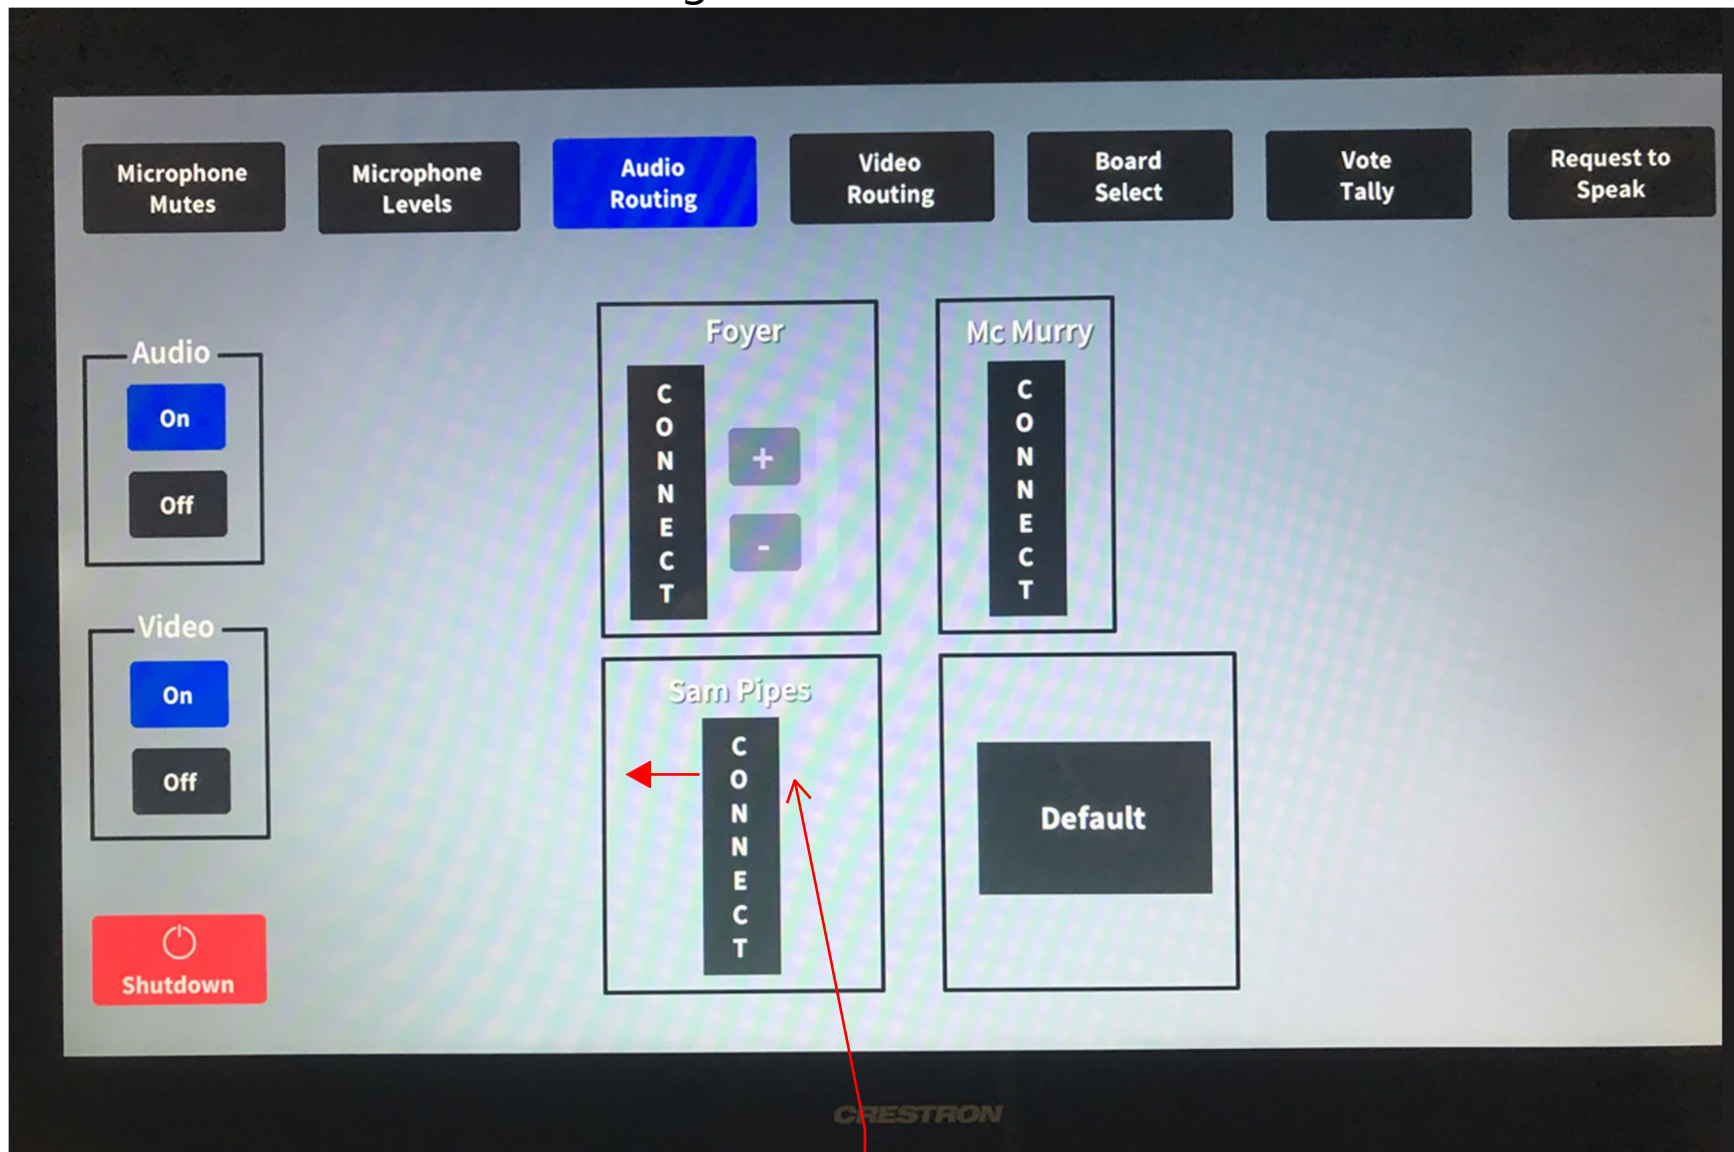 Microphone
Mutes
Microphone
Levels
Audio
Routing
Video
Routing
Board
Select
Vote
Tally
Request to
Speak
Audio
On
Off
Video
On
Off
Shutdown
Foyer
CONNECT
+
-
Mc Murry
CONNECT
Sam Pipes
CONNECT
Default
CRESTRON